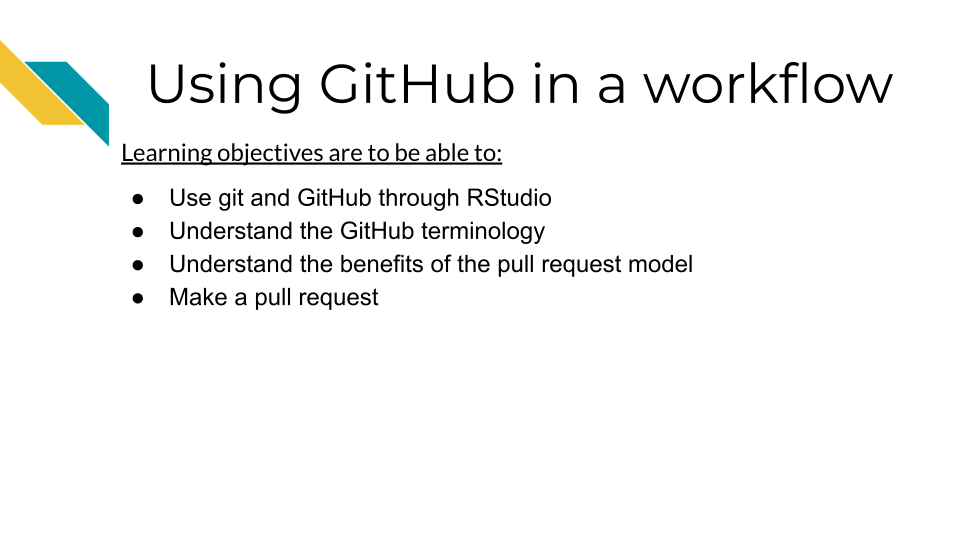 Using GitHub in a workflow
Learning objectives are to be able to:
● Use git and GitHub through RStudio
● Understand the GitHub terminology
● Understand the benefits of the pull request model
● Make a pull request